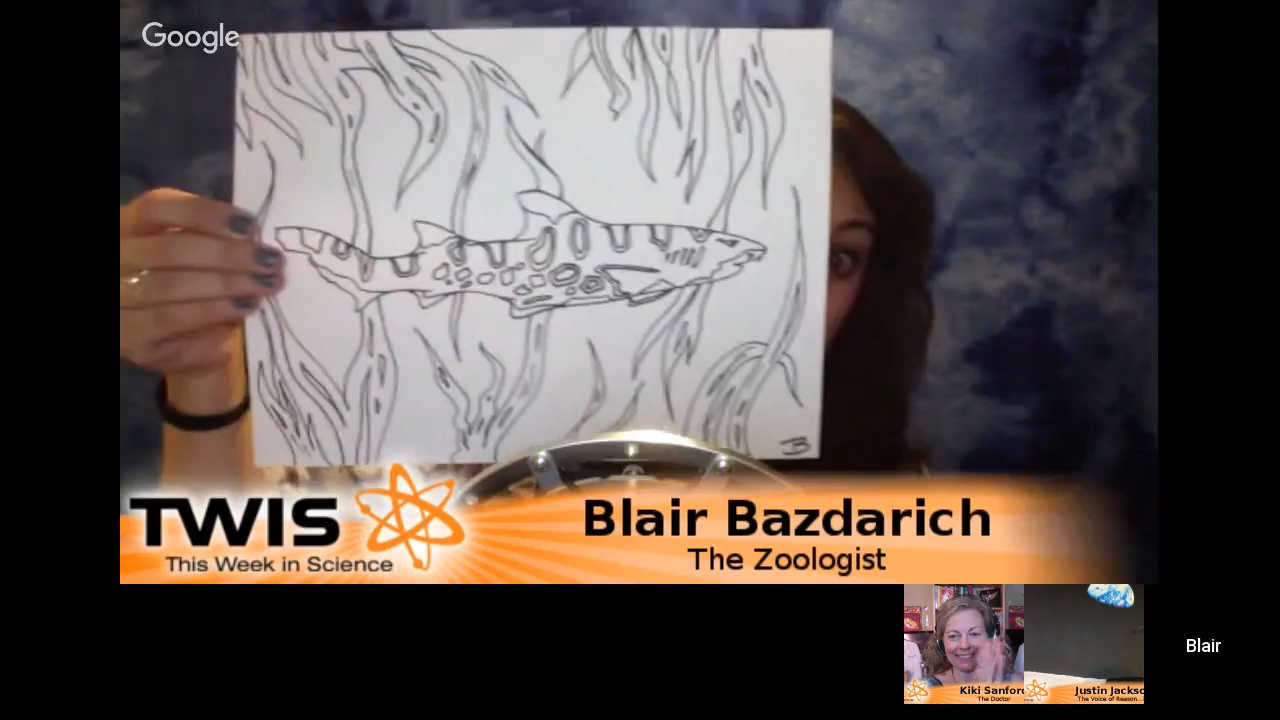 Google
B
TWIS
This Week in Science
Blair Bazdarich
The Zoologist
Kiki Sanford
The Doctor
Justin Jackso
The Voice of Reason
Blair